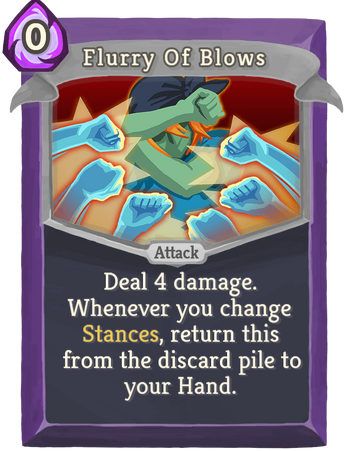 0
Flurry Of Blows
Attack
Deal 4 damage.
Whenever you change
Stances, return this
from the discard pile to
your Hand.